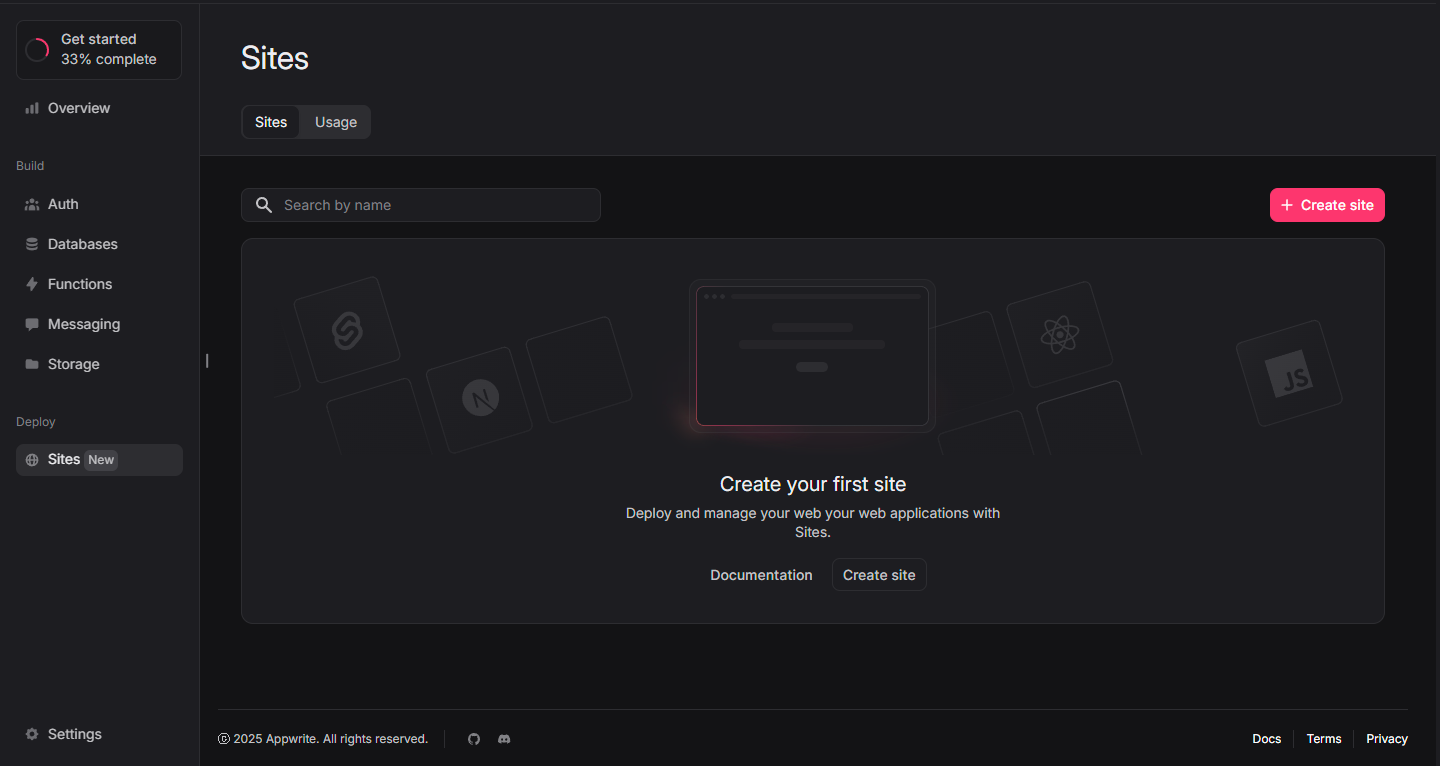 Get started
33% complete
Overview
Build
Auth
Databases
Functions
Messaging
Storage
Deploy
Sites New
Settings
Sites
Sites Usage
Search by name
+ Create site
JS
Create your first site
Deploy and manage your web your web applications with
Sites.
Documentation Create site
© 2025 Appwrite. All rights reserved.
Docs Terms Privacy